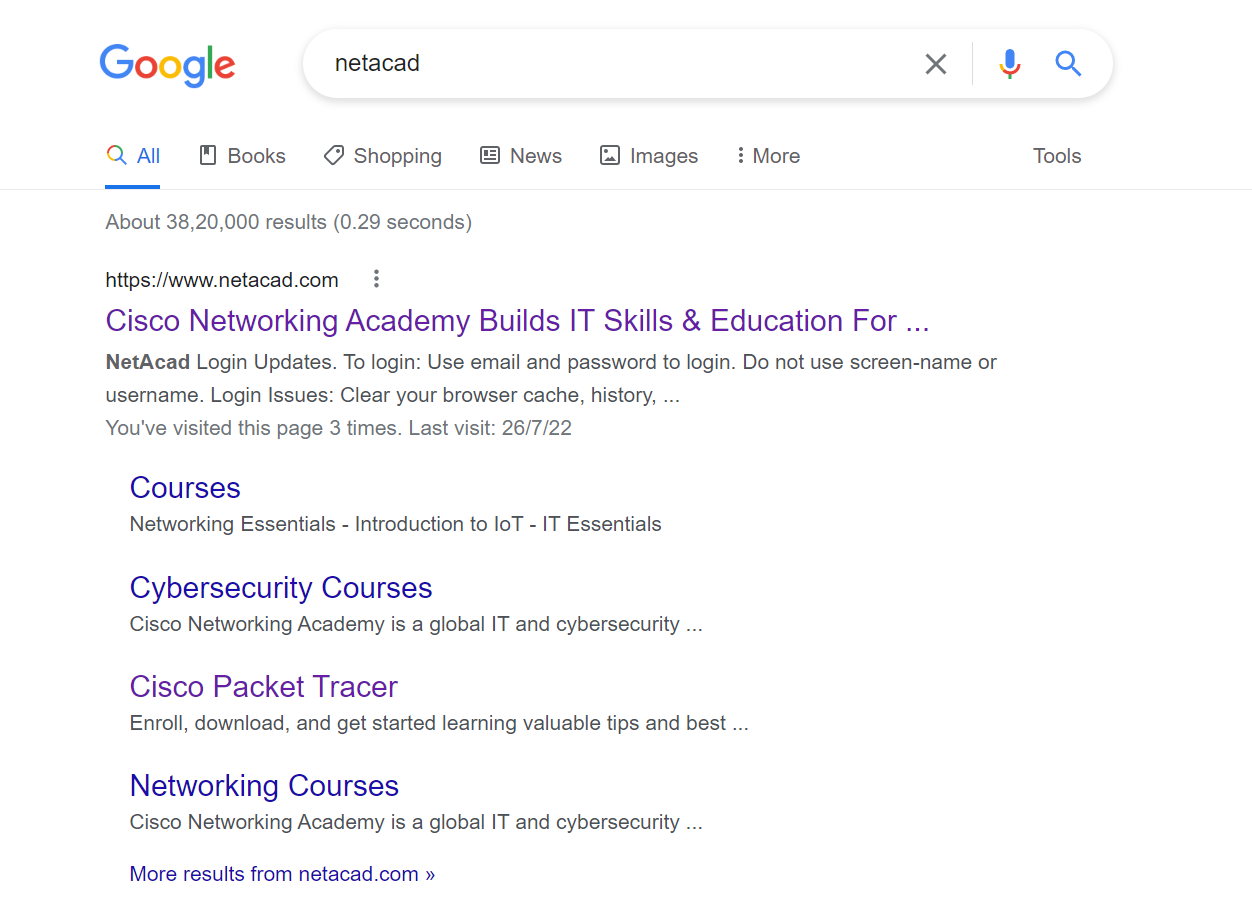 Google
netacad
All Books Shopping News Images More Tools
About 38,20,000 results (0.29 seconds)
https://www.netacad.com
Cisco Networking Academy Builds IT Skills & Education For ...
NetAcad Login Updates. To login: Use email and password to login. Do not use screen-name or
username. Login Issues: Clear your browser cache, history, ...
You've visited this page 3 times. Last visit: 26/7/22
Courses
Networking Essentials - Introduction to IoT - IT Essentials
Cybersecurity Courses
Cisco Networking Academy is a global IT and cybersecurity ...
Cisco Packet Tracer
Enroll, download, and get started learning valuable tips and best ...
Networking Courses
Cisco Networking Academy is a global IT and cybersecurity ...
More results from netacad.com »